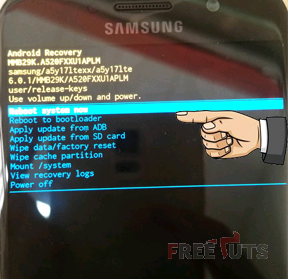 SAMSUNG
Android Recovery
MMB29K.A520FXXU1APLM
samsung/a5y17ltexx/a5y17lte
6.0.1/MMB29K/A520FXXU1APLM
user/release-keys
Use volume up/down and power.
Reboot system now
Reboot to bootloader
Apply update from ADB
Apply update from SD card
Wipe data/factory reset
Wipe cache partition
Mount /system
View recovery logs
Power off
FREE TUTS